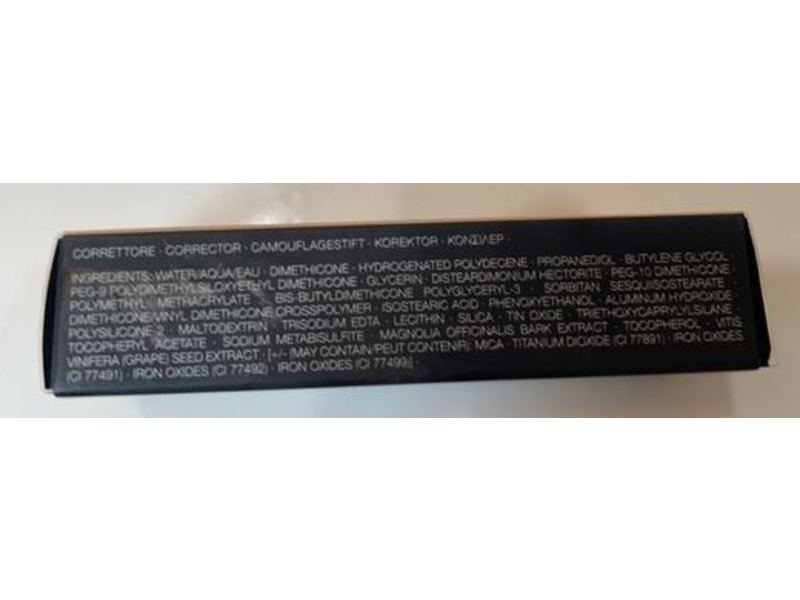 CORRETTORE · CORRECTOR · CAMOUFLAGESTIFT · KOREKTOR · ΚΟΝΣΙΛΕΡ ·
INGREDIENTS: WATER/AQUA/EAU · DIMETHICONE · HYDROGENATED POLYDECENE · PROPANEDIOL · BUTYLENE GLYCOL ·
PEG-9 POLYDIMETHYLSILOXYETHYL DIMETHICONE · GLYCERIN · DISTEARDIMONIUM HECTORITE · PEG-10 DIMETHICONE ·
POLYMETHYL METHACRYLATE · BIS-BUTYLDIMETHICONE POLYGLYCERYL-3 · SORBITAN SESQUIISOSTEARATE ·
DIMETHICONE/VINYL DIMETHICONE CROSSPOLYMER · ISOSTEARIC ACID · PHENOXYETHANOL · ALUMINUM HYDROXIDE ·
POLYSILICONE-2 · MALTODEXTRIN · TRISODIUM EDTA · LECITHIN · SILICA · TIN OXIDE · TRIETHOXYCAPRYLYLSILANE ·
TOCOPHERYL ACETATE · SODIUM METABISULFITE · MAGNOLIA OFFICINALIS BARK EXTRACT · TOCOPHEROL · VITIS
VINIFERA (GRAPE) SEED EXTRACT · [+/- (MAY CONTAIN/PEUT CONTENIR): MICA · TITANIUM DIOXIDE (CI 77891) · IRON OXIDES
(CI 77491) · IRON OXIDES (CI 77492) · IRON OXIDES (CI 77499)] ·